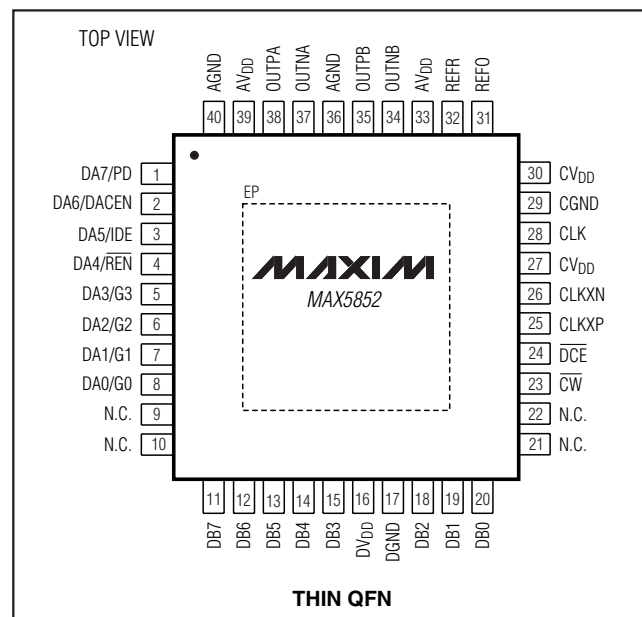 TOP VIEW
AGND
AVDD
OUTPA
OUTNA
AGND
OUTPB
OUTNB
AVDD
REFR
REFO
40 39 38 37 36 35 34 33 32 31
DA7/PD 1
DA6/DACEN 2
DA5/IDE 3
DA4/REN 4
DA3/G3 5
DA2/G2 6
DA1/G1 7
DA0/G0 8
N.C. 9
N.C. 10
EP
MAXIM
MAX5852
30 CVDD
29 CGND
28 CLK
27 CVDD
26 CLKXN
25 CLKXP
24 DCE
23 CW
22 N.C.
21 N.C.
11 12 13 14 15 16 17 18 19 20
DB7
DB6
DB5
DB4
DB3
DVDD
DGND
DB2
DB1
DB0
THIN QFN